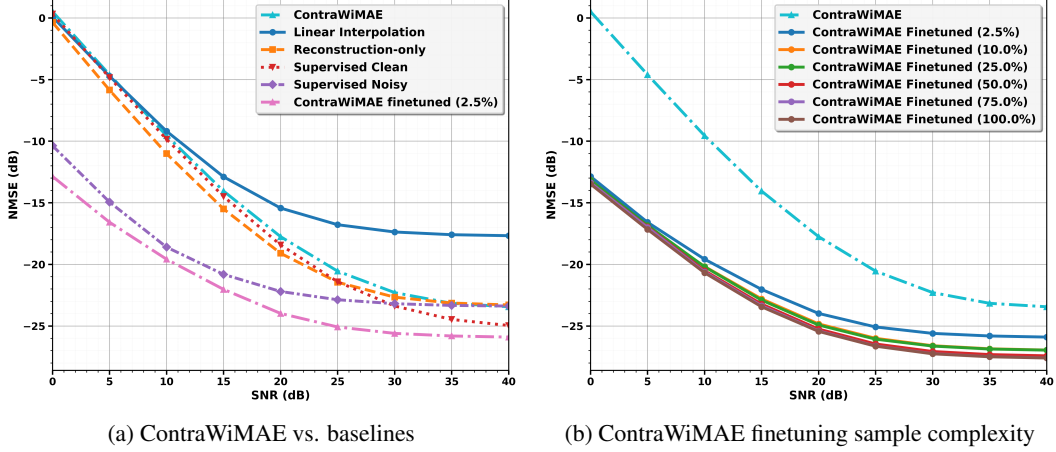 0
−5
−10
−15
−20
−25
NMSE (dB)
0 5 10 15 20 25 30 35 40
SNR (dB)
ContraWiMAE
Linear Interpolation
Reconstruction-only
Supervised Clean
Supervised Noisy
ContraWiMAE finetuned (2.5%)
(a) ContraWiMAE vs. baselines
0
−5
−10
−15
−20
−25
NMSE (dB)
0 5 10 15 20 25 30 35 40
SNR (dB)
ContraWiMAE
ContraWiMAE Finetuned (2.5%)
ContraWiMAE Finetuned (10.0%)
ContraWiMAE Finetuned (25.0%)
ContraWiMAE Finetuned (50.0%)
ContraWiMAE Finetuned (75.0%)
ContraWiMAE Finetuned (100.0%)
(b) ContraWiMAE finetuning sample complexity